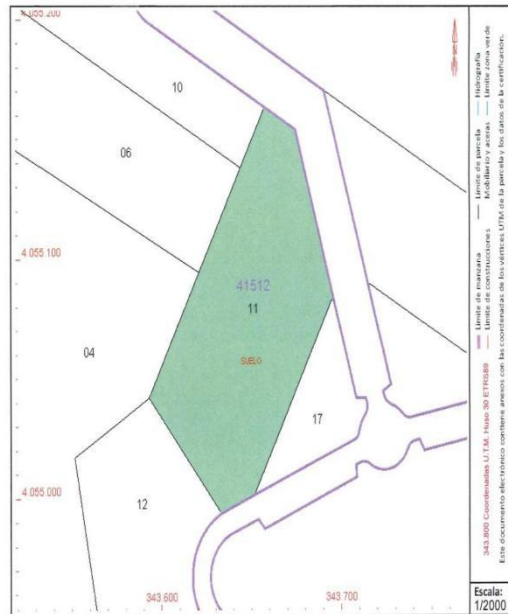 4.055.200
10
06
4.055.100
41512
11
04
SUELO
17
4.055.000
12
343.600
343.700
343.800 Coordenadas U.T.M. Huso 30 ETRS89
Límite de manzana
Límite de parcela
Hidrografía
Límite de construcciones
Mobiliario y aceras
Límite zona verde
Este documento electrónico contiene anexos con las coordenadas de los vértices UTM de la parcela y los datos de la certificación.
Escala:
1/2000